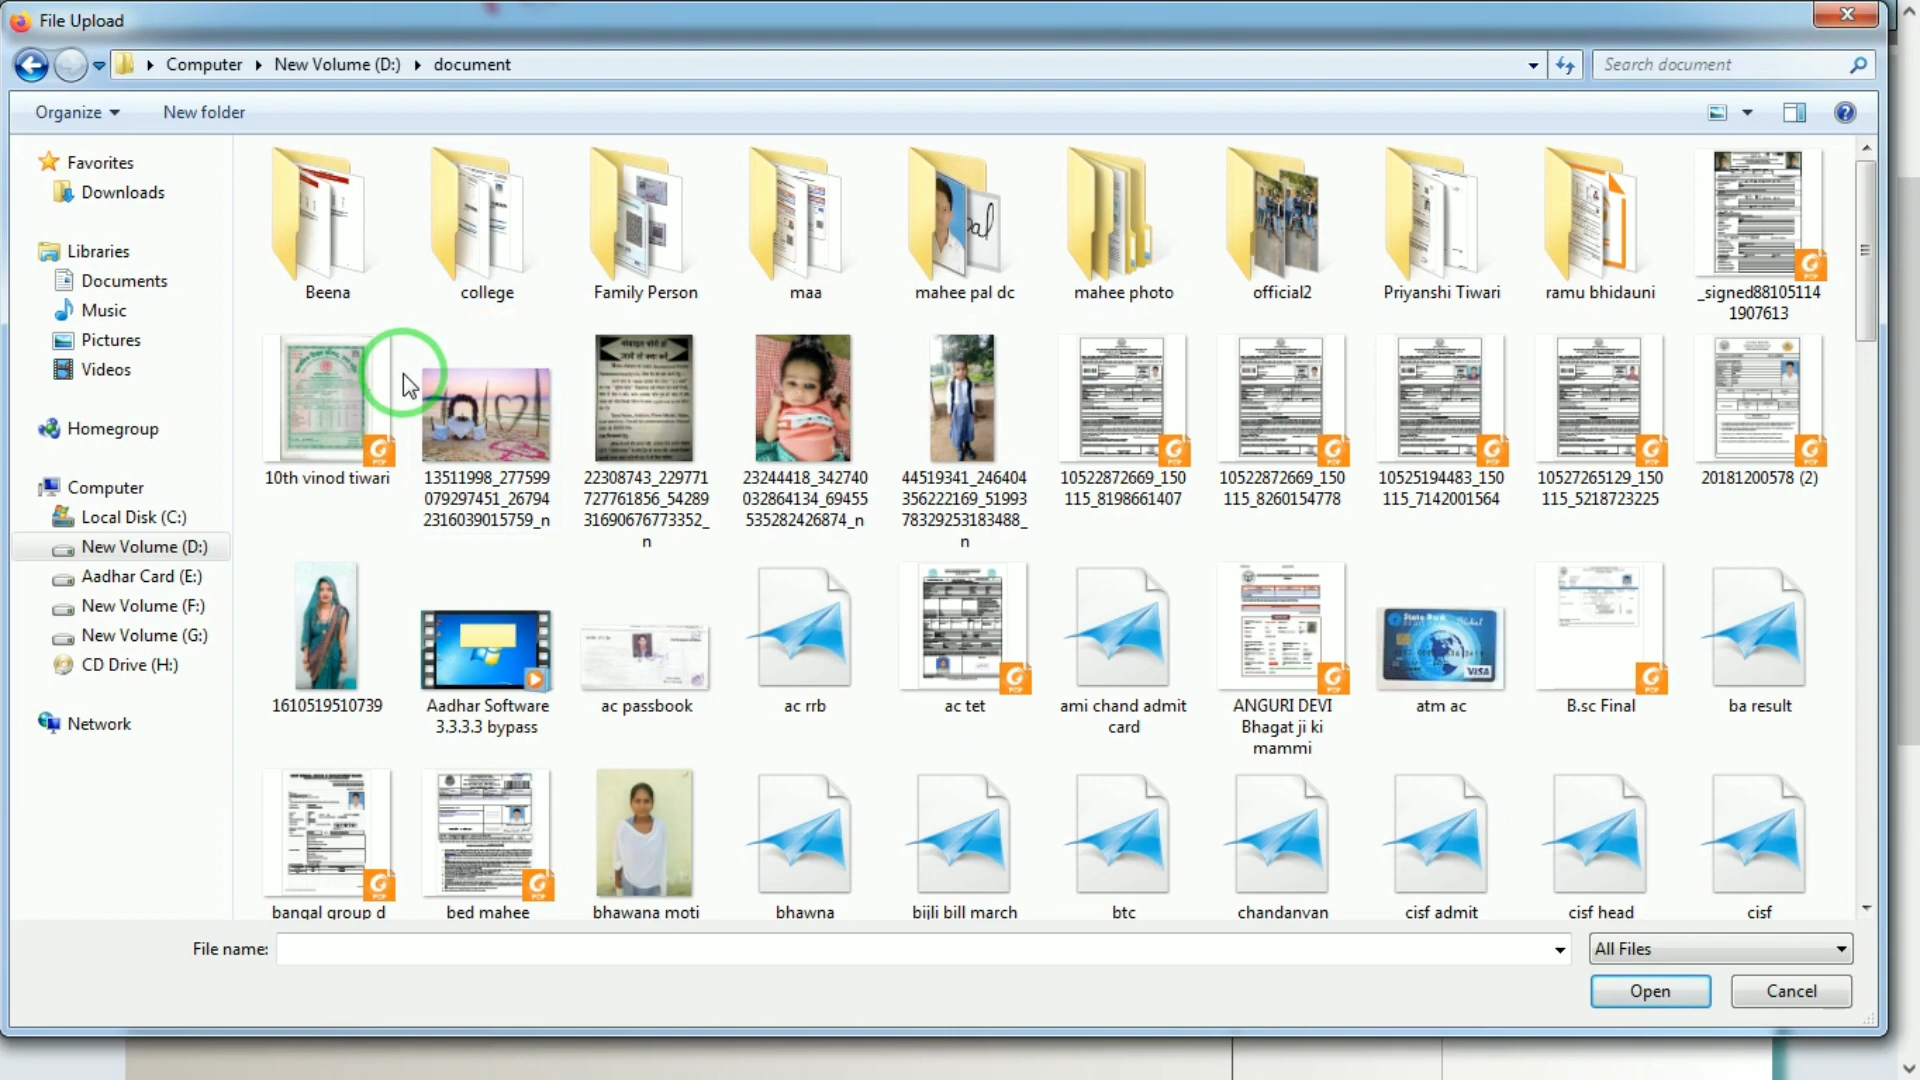 File Upload
Computer
New Volume (D:)
document
Search document
Organize
New folder
Favorites
Downloads
Libraries
Documents
Music
Pictures
Videos
Homegroup
Computer
Local Disk (C:)
New Volume (D:)
Aadhar Card (E:)
New Volume (F:)
New Volume (G:)
CD Drive (H:)
Network
Beena
college
Family Person
maa
mahee pal dc
mahee photo
official2
Priyanshi Tiwari
ramu bhidauni
_signed88105114
1907613
10th vinod tiwari
13511998_277599
079297451_26794
2316039015759_n
22308743_229771
727761856_54289
31690676773352_
n
23244418_342740
032864134_69455
535282426874_n
44519341_246404
356222169_51993
78329253183488_
n
10522872669_150
115_8198661407
10522872669_150
115_8260154778
10525194483_150
115_7142001564
10527265129_150
115_5218723225
20181200578 (2)
1610519510739
Aadhar Software
3.3.3.3 bypass
ac passbook
ac rrb
ac tet
ami chand admit
card
ANGURI DEVI
Bhagat ji ki
mammi
atm ac
B.sc Final
ba result
bangal group d
bed mahee
bhawana moti
bhawna
bijli bill march
btc
chandanvan
cisf admit
cisf head
cisf
File name:
All Files
Open
Cancel